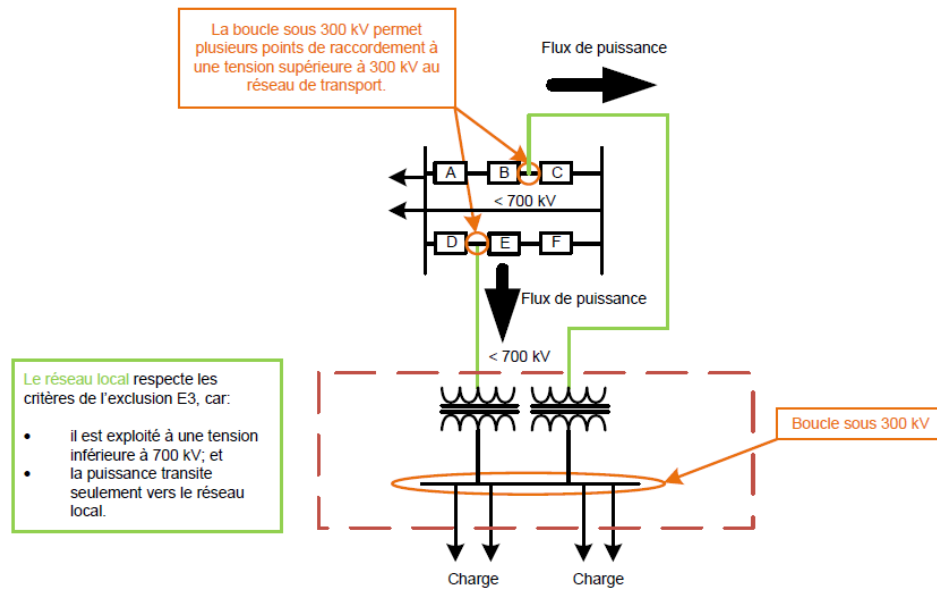 La boucle sous 300 kV permet
plusieurs points de raccordement à
une tension supérieure à 300 kV au
réseau de transport.
Flux de puissance
A
B
C
< 700 kV
D
E
F
Flux de puissance
< 700 kV
Le réseau local respecte les
critères de l'exclusion E3, car:
• il est exploité à une tension
inférieure à 700 kV; et
• la puissance transite
seulement vers le réseau
local.
Boucle sous 300 kV
Charge
Charge